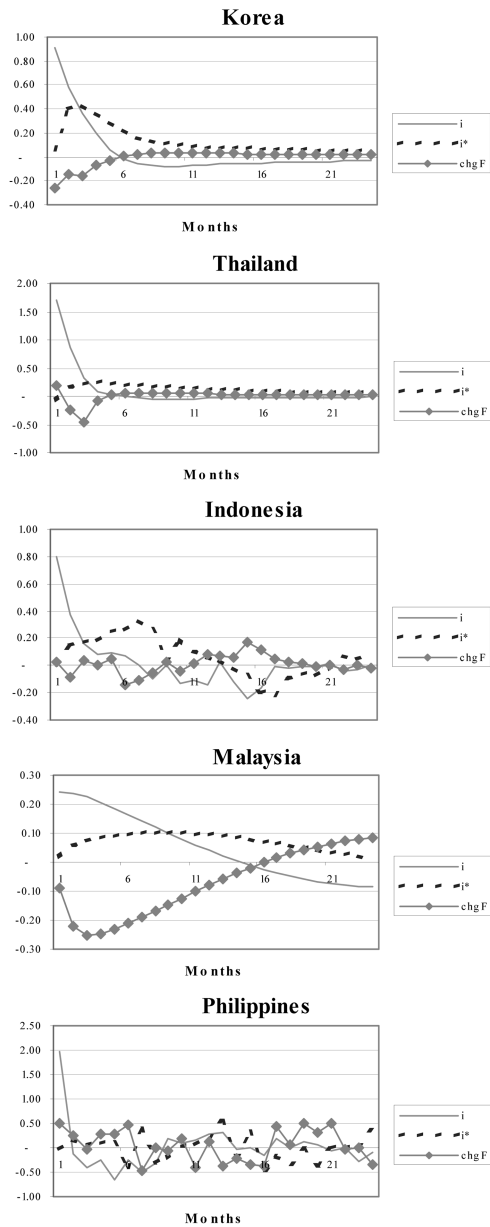 Korea
1.00
0.80
0.60
0.40
0.20
-
-0.20
-0.40
1 6 11 16 21
Months
i
i*
chgF
Thailand
2.00
1.50
1.00
0.50
-
-0.50
-1.00
1 6 11 16 21
Months
i
i*
chgF
Indonesia
1.00
0.80
0.60
0.40
0.20
-
-0.20
-0.40
1 6 11 16 21
Months
i
i*
chgF
Malaysia
0.30
0.20
0.10
-
-0.10
-0.20
-0.30
1 6 11 16 21
Months
i
i*
chgF
Philippines
2.50
2.00
1.50
1.00
0.50
-
-0.50
-1.00
1 6 11 16 21
Months
i
i*
chgF